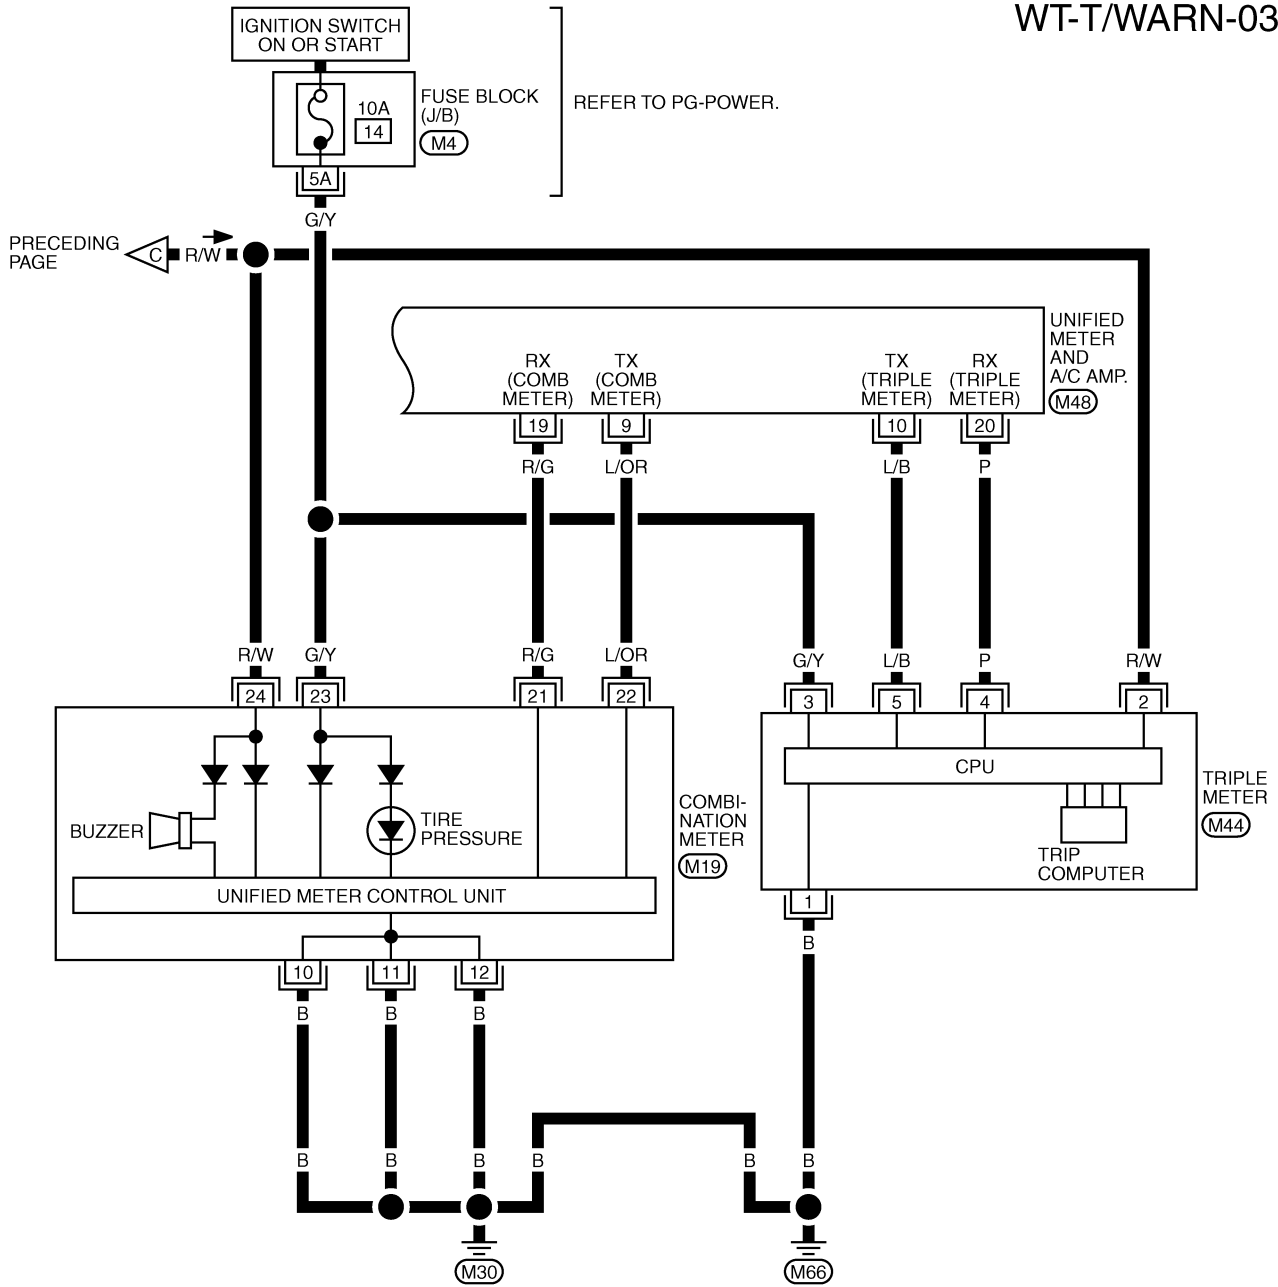 WT-T/WARN-03
IGNITION SWITCH
ON OR START
10A
14
FUSE BLOCK
(J/B)
M4
REFER TO PG-POWER.
5A
G/Y
PRECEDING
PAGE
C
R/W
UNIFIED
METER
AND
A/C AMP.
M48
RX
(COMB
METER)
TX
(COMB
METER)
TX
(TRIPLE
METER)
RX
(TRIPLE
METER)
19
9
10
20
R/G
L/OR
L/B
P
R/W
G/Y
R/G
L/OR
G/Y
L/B
P
R/W
24
23
21
22
3
5
4
2
CPU
BUZZER
TIRE
PRESSURE
COMBI-
NATION
METER
M19
TRIPLE
METER
M44
TRIP
COMPUTER
UNIFIED METER CONTROL UNIT
1
B
10
11
12
B
B
B
B
B
B
B
B
B
M30
M66